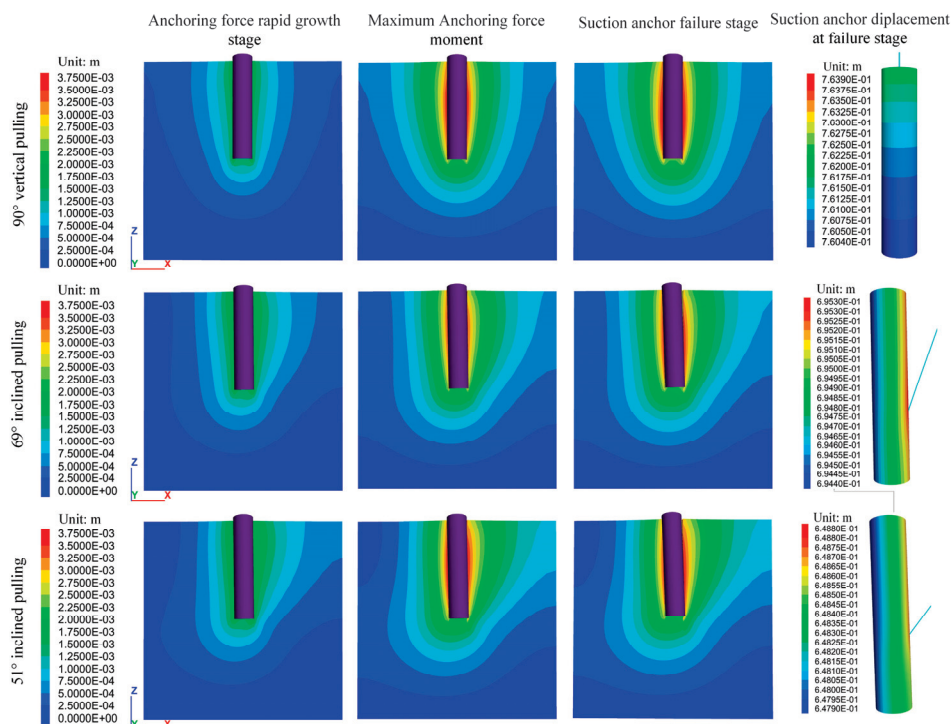 Anchoring force rapid growth
stage
Maximum Anchoring force
moment
Suction anchor failure stage
Suction anchor diplacement
at failure stage
90° vertical pulling
Unit: m
3.7500E-03
3.5000E-03
3.2500E-03
3.0000E-03
2.7500E-03
2.5000E-03
2.2500E-03
2.0000E-03
1.7500E-03
1.5000E-03
1.2500E-03
1.0000E-03
7.5000E-04
5.0000E-04
2.5000E-04
0.0000E+00
Z
Y
X
Unit: m
7.6390E-01
7.6375E-01
7.6350E-01
7.6325E-01
7.6300E-01
7.6275E-01
7.6250E-01
7.6225E-01
7.6200E-01
7.6175E-01
7.6150E-01
7.6125E-01
7.6100E-01
7.6075E-01
7.6050E-01
7.6040E-01
69° inclined pulling
Unit: m
3.7500E-03
3.5000E-03
3.2500E-03
3.0000E-03
2.7500E-03
2.5000E-03
2.2500E-03
2.0000E-03
1.7500E-03
1.5000E-03
1.2500E-03
1.0000E-03
7.5000E-04
5.0000E-04
2.5000E-04
0.0000E+00
Z
Y
X
Unit: m
6.9530E-01
6.9530E-01
6.9525E-01
6.9520E-01
6.9515E-01
6.9510E-01
6.9505E-01
6.9500E-01
6.9495E-01
6.9490E-01
6.9485E-01
6.9480E-01
6.9475E-01
6.9470E-01
6.9460E-01
6.9455E-01
6.9450E-01
6.9445E-01
6.9440E-01
51° inclined pulling
Unit: m
3.7500E-03
3.5000E-03
3.2500E-03
3.0000E-03
2.7500E-03
2.5000E-03
2.2500E-03
2.0000E-03
1.7500E-03
1.5000E-03
1.2500E-03
1.0000E-03
7.5000E-04
5.0000E-04
2.5000E-04
0.0000E+00
Z
Y
X
Unit: m
6.4880E-01
6.4880E-01
6.4875E-01
6.4870E-01
6.4860E-01
6.4855E-01
6.4850E-01
6.4845E-01
6.4840E-01
6.4830E-01
6.4825E-01
6.4820E-01
6.4815E-01
6.4810E-01
6.4805E-01
6.4800E-01
6.4795E-01
6.4790E-01